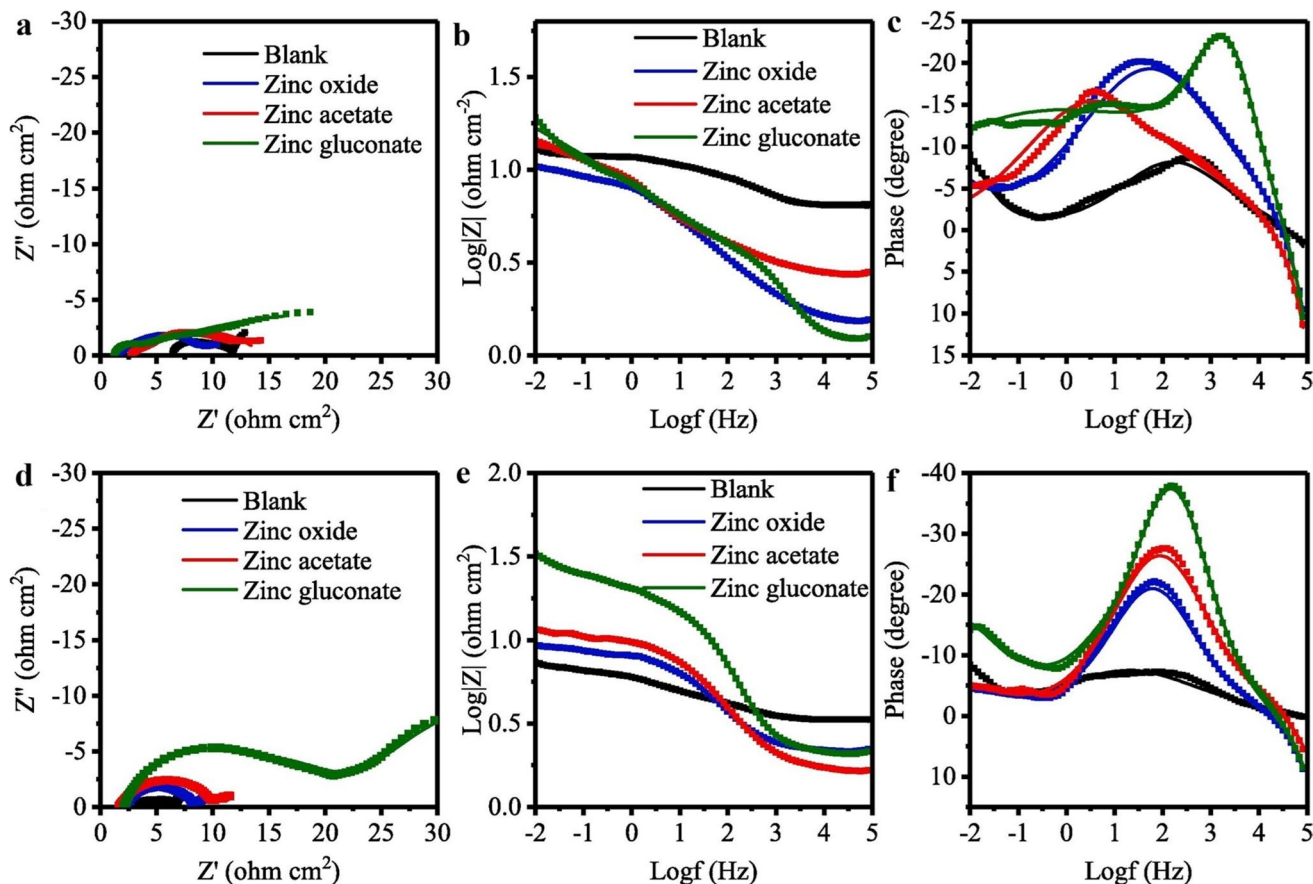 a
-30
-25
-20
-15
-10
-5
0
Z" (ohm cm2)
Blank
Zinc oxide
Zinc acetate
Zinc gluconate
0 5 10 15 20 25 30
Z' (ohm cm2)
b
1.5
1.0
0.5
0.0
Log|Z| (ohm cm-2)
Blank
Zinc oxide
Zinc acetate
Zinc gluconate
-2 -1 0 1 2 3 4 5
Logf (Hz)
c
-25
-20
-15
-10
-5
0
5
10
15
Phase (degree)
-2 -1 0 1 2 3 4 5
Logf (Hz)
d
-30
-25
-20
-15
-10
-5
0
Z" (ohm cm2)
Blank
Zinc oxide
Zinc acetate
Zinc gluconate
0 5 10 15 20 25 30
Z' (ohm cm2)
e
2.0
1.5
1.0
0.5
0.0
Log|Z| (ohm cm2)
Blank
Zinc oxide
Zinc acetate
Zinc gluconate
-2 -1 0 1 2 3 4 5
Logf (Hz)
f
-40
-30
-20
-10
0
10
Phase (degree)
-2 -1 0 1 2 3 4 5
Logf (Hz)